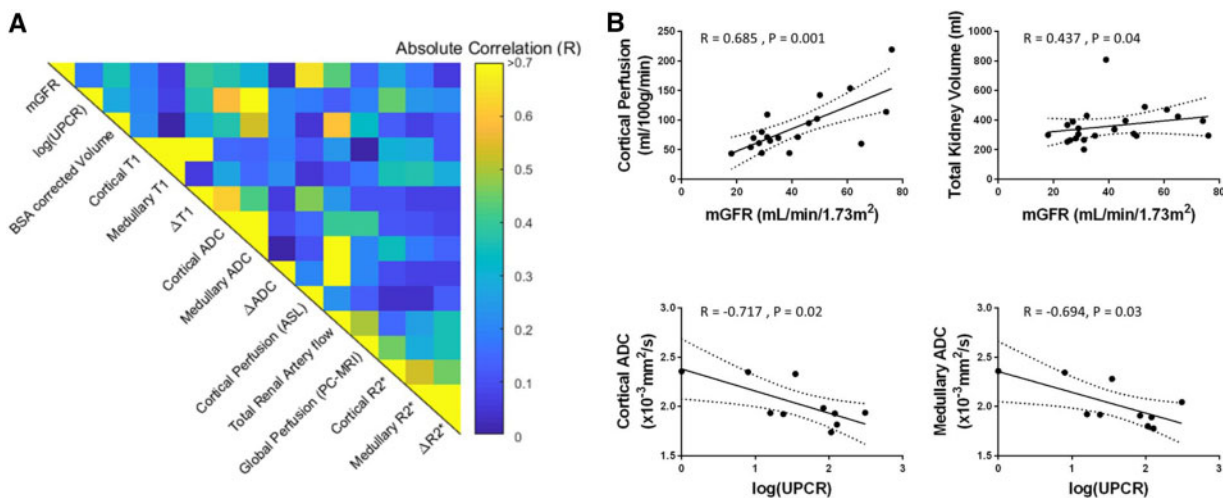 A
Absolute Correlation (R)
>0.7
0.6
0.5
0.4
0.3
0.2
0.1
0
mGFR
log(UPCR)
BSA corrected Volume
Cortical T1
Medullary T1
ΔT1
Cortical ADC
Medullary ADC
ΔADC
Cortical Perfusion (ASL)
Total Renal Artery flow
Global Perfusion (PC-MRI)
Cortical R2*
Medullary R2*
ΔR2*
B
R = 0.685 , P = 0.001
Cortical Perfusion
(ml/100g/min)
250
200
150
100
50
0
0 20 40 60 80
mGFR (mL/min/1.73m²)
R = 0.437 , P = 0.04
Total Kidney Volume (ml)
1000
800
600
400
200
0
0 20 40 60 80
mGFR (mL/min/1.73m²)
R = -0.717 , P = 0.02
Cortical ADC
(x10⁻³mm²/s)
3.0
2.5
2.0
1.5
0 1 2 3
log(UPCR)
R = -0.694 , P = 0.03
Medullary ADC
(x10⁻³mm²/s)
3.0
2.5
2.0
1.5
0 1 2 3
log(UPCR)